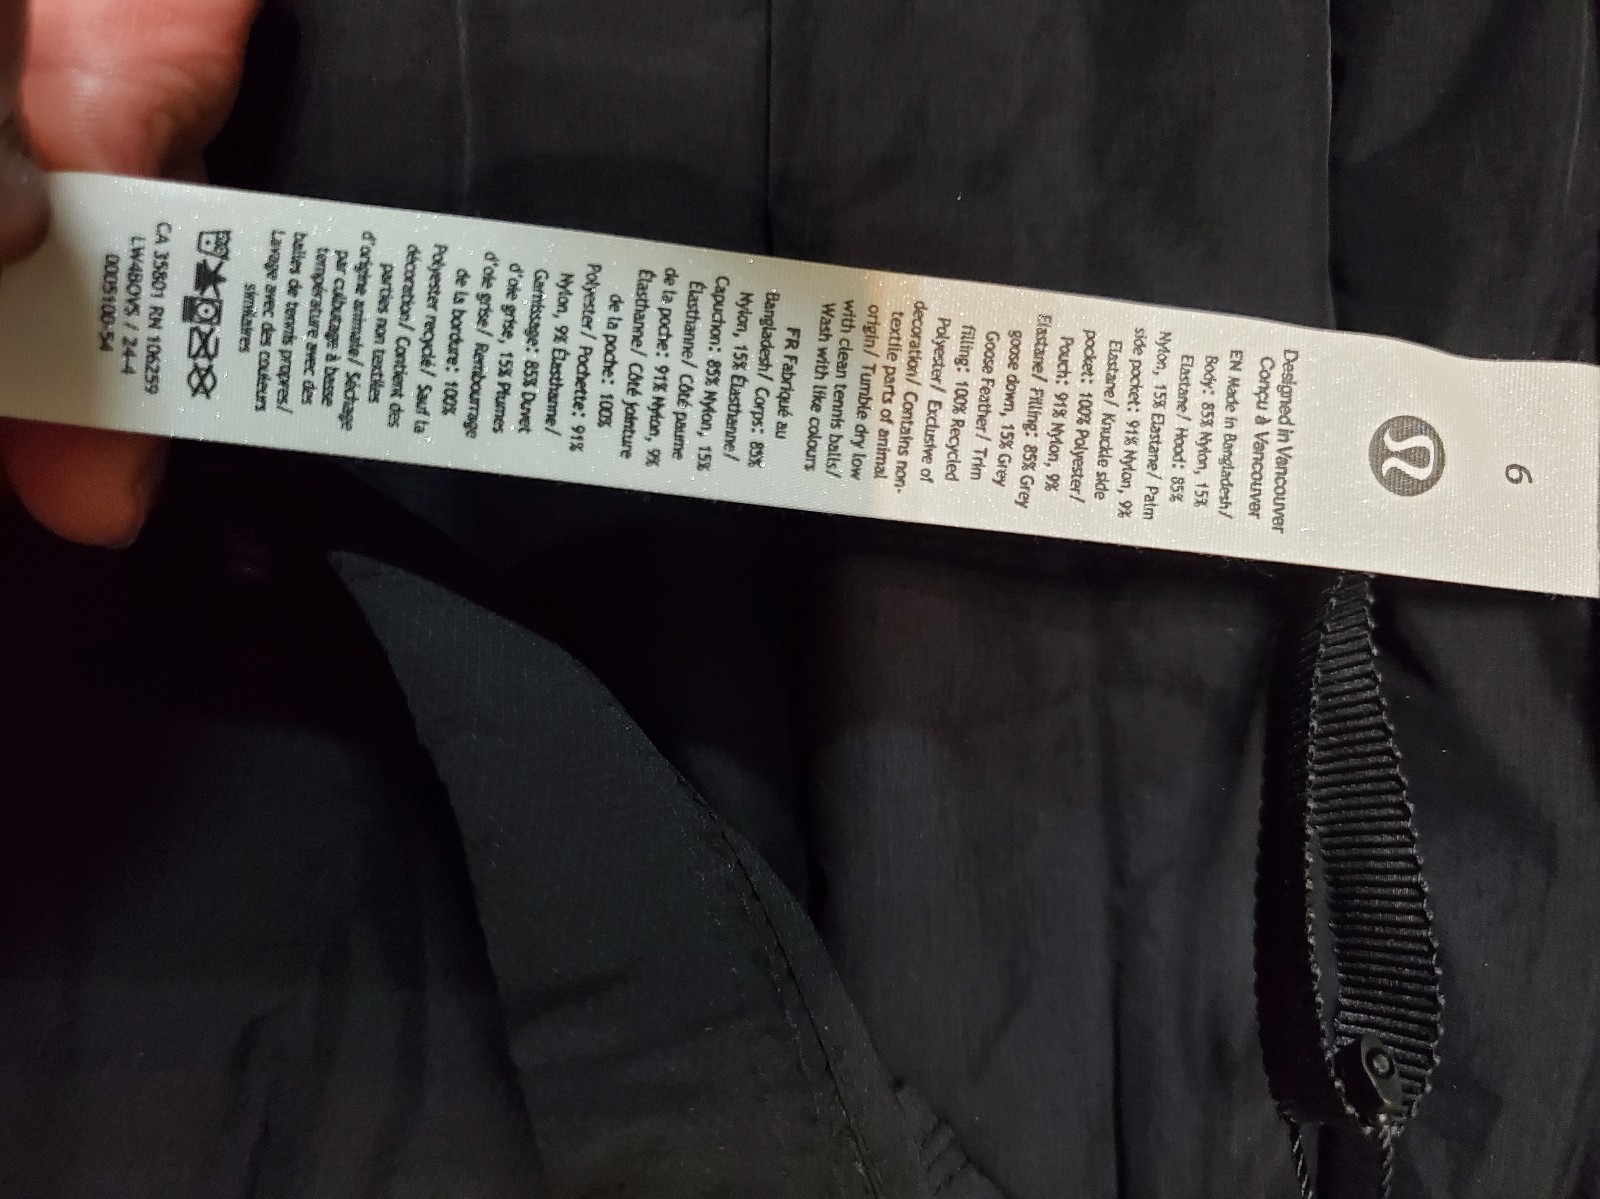 6
Designed in Vancouver
Conçu à Vancouver
EN Made in Bangladesh/
Body: 85% Nylon, 15%
Elastane/ Hood: 85%
Nylon, 15% Elastane/ Palm
side pocket: 91% Nylon, 9%
Elastane/ Knuckle side
pocket: 100% Polyester/
Pouch: 91% Nylon, 9%
Elastane/ Filling: 85% Grey
goose down, 15% Grey
Goose Feather/ Trim
filling: 100% Recycled
Polyester/ Exclusive of
decoration/ Contains non-
textile parts of animal
origin/ Tumble dry low
with clean tennis balls/
Wash with like colours
FR Fabriqué au
Bangladesh/ Corps: 85%
Nylon, 15% Élasthanne/
Capuchon: 85% Nylon, 15%
Élasthanne/ Côté paume
de la poche: 91% Nylon, 9%
Élasthanne/ Côté jointure
de la poche: 100%
Polyester/ Pochette: 91%
Nylon, 9% Élasthanne/
Garnissage: 85% Duvet
d'oie grise, 15% Plumes
d'oie grise/ Rembourrage
de la bordure: 100%
Polyester recyclé/ Sauf la
décoration/ Contient des
parties non textiles
d'origine animale/ Séchage
par culbutage à basse
température avec des
balles de tennis propres/
Lavage avec des couleurs
similaires
CA 35801 RN 106259
LW4BOVS / 24-4
0005100-54